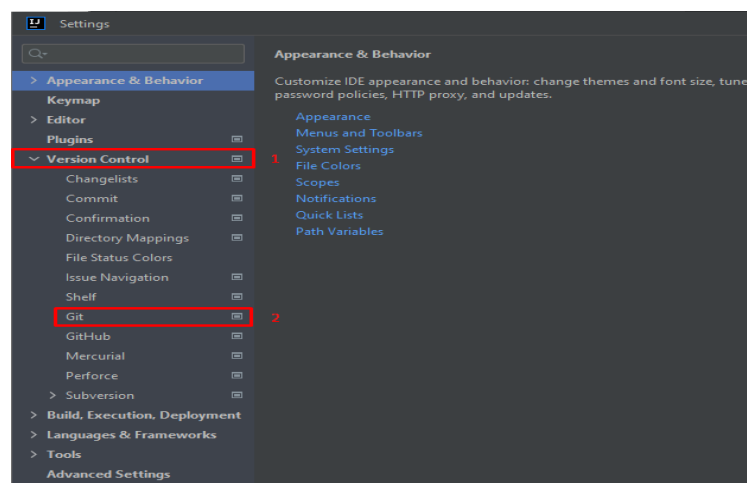 IJ Settings
Appearance & Behavior
Keymap
Editor
Plugins
Version Control 1
Changelists
Commit
Confirmation
Directory Mappings
File Status Colors
Issue Navigation
Shelf
Git 2
GitHub
Mercurial
Perforce
Subversion
Build, Execution, Deployment
Languages & Frameworks
Tools
Advanced Settings
Appearance & Behavior
Customize IDE appearance and behavior: change themes and font size, tune
password policies, HTTP proxy, and updates.
Appearance
Menus and Toolbars
System Settings
File Colors
Scopes
Notifications
Quick Lists
Path Variables